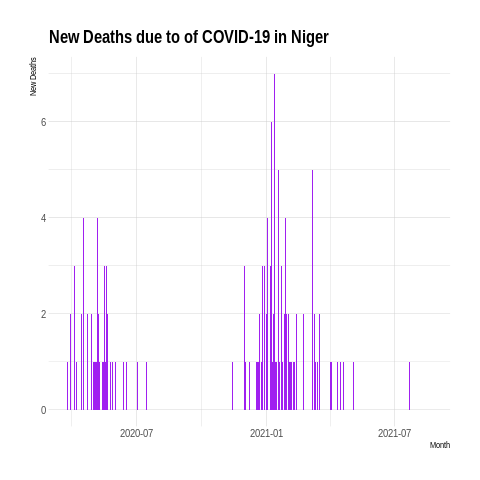 New Deaths due to of COVID-19 in Niger
New Deaths
6
4
2
0
2020-07
2021-01
2021-07
Month